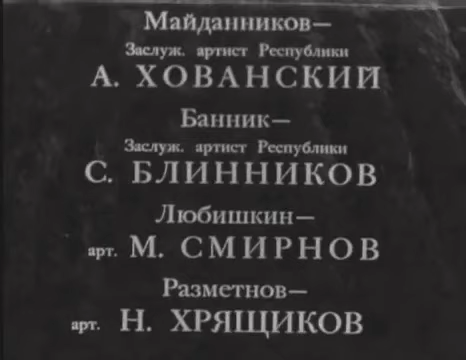 Майданников—
Заслуж. артист Республики
А. ХОВАНСКИЙ
Банник—
Заслуж. артист Республики
С. БЛИННИКОВ
Любишкин—
арт. М. СМИРНОВ
Разметнов—
арт. Н. ХРЯЩИКОВ